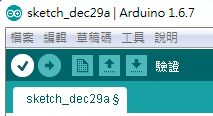 sketch_dec29a | Arduino 1.6.7
檔案 編輯 草稿碼 工具 說明
驗證
sketch_dec29a §